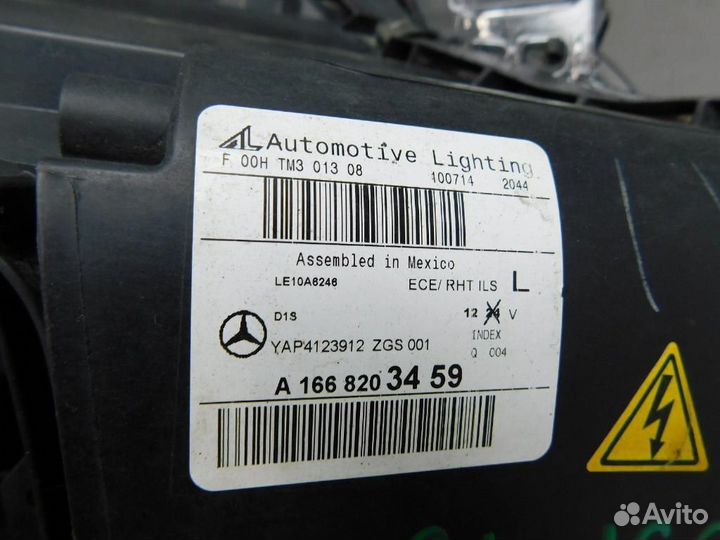 AL Automotive Lighting
F 00H TM3 013 08 100714 2044
Assembled in Mexico
LE10A6246 ECE/ RHT ILS L
D1S 12 24 V
INDEX
YAP4123912 ZGS 001 Q 004
A 166 820 34 59
Avito